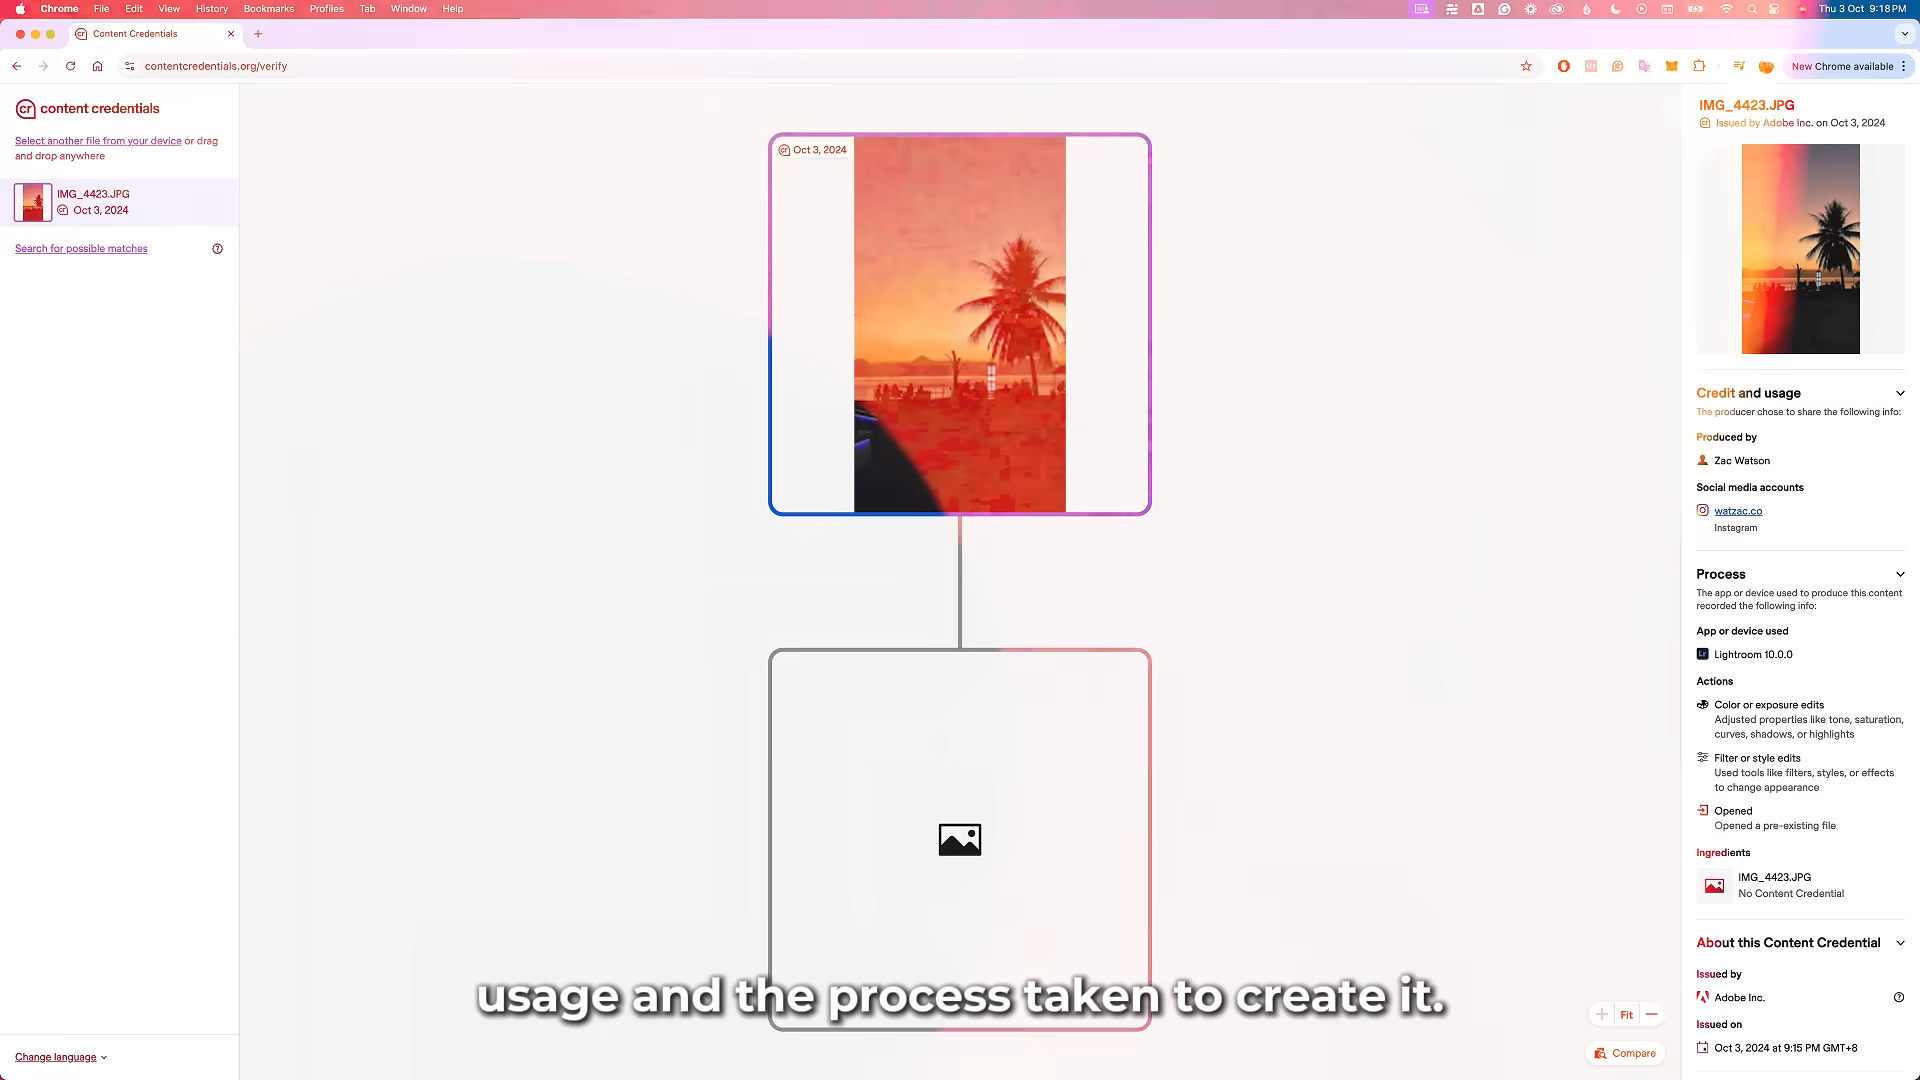 Chrome File Edit View History Bookmarks Profiles Tab Window Help
Thu 3 Oct 9:18 PM
Content Credentials
contentcredentials.org/verify
New Chrome available
cr content credentials
Select another file from your device or drag
and drop anywhere
IMG_4423.JPG
cr Oct 3, 2024
Search for possible matches
Change language
cr Oct 3, 2024
usage and the process taken to create it.
Fit
Compare
IMG_4423.JPG
cr Issued by Adobe Inc. on Oct 3, 2024
Credit and usage
The producer chose to share the following info:
Produced by
Zac Watson
Social media accounts
watzac.co
Instagram
Process
The app or device used to produce this content
recorded the following info:
App or device used
Lr Lightroom 10.0.0
Actions
Color or exposure edits
Adjusted properties like tone, saturation,
curves, shadows, or highlights
Filter or style edits
Used tools like filters, styles, or effects
to change appearance
Opened
Opened a pre-existing file
Ingredients
IMG_4423.JPG
No Content Credential
About this Content Credential
Issued by
Adobe Inc.
Issued on
Oct 3, 2024 at 9:15 PM GMT+8